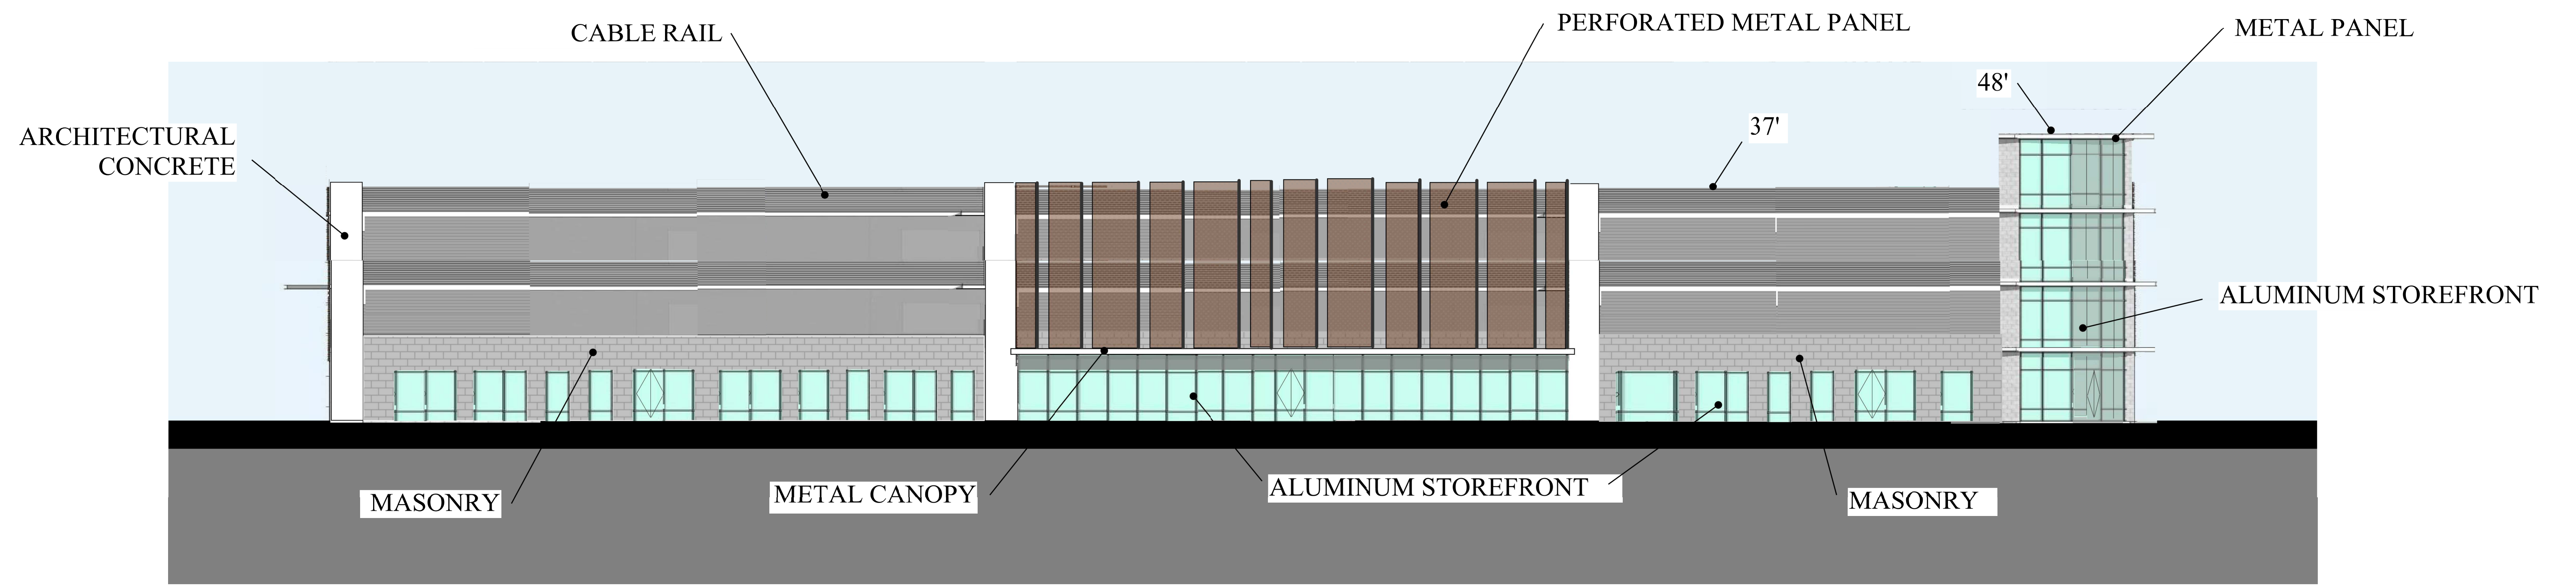 CABLE RAIL
PERFORATED METAL PANEL
METAL PANEL
48'
37'
ARCHITECTURAL
CONCRETE
ALUMINUM STOREFRONT
MASONRY
METAL CANOPY
ALUMINUM STOREFRONT
MASONRY